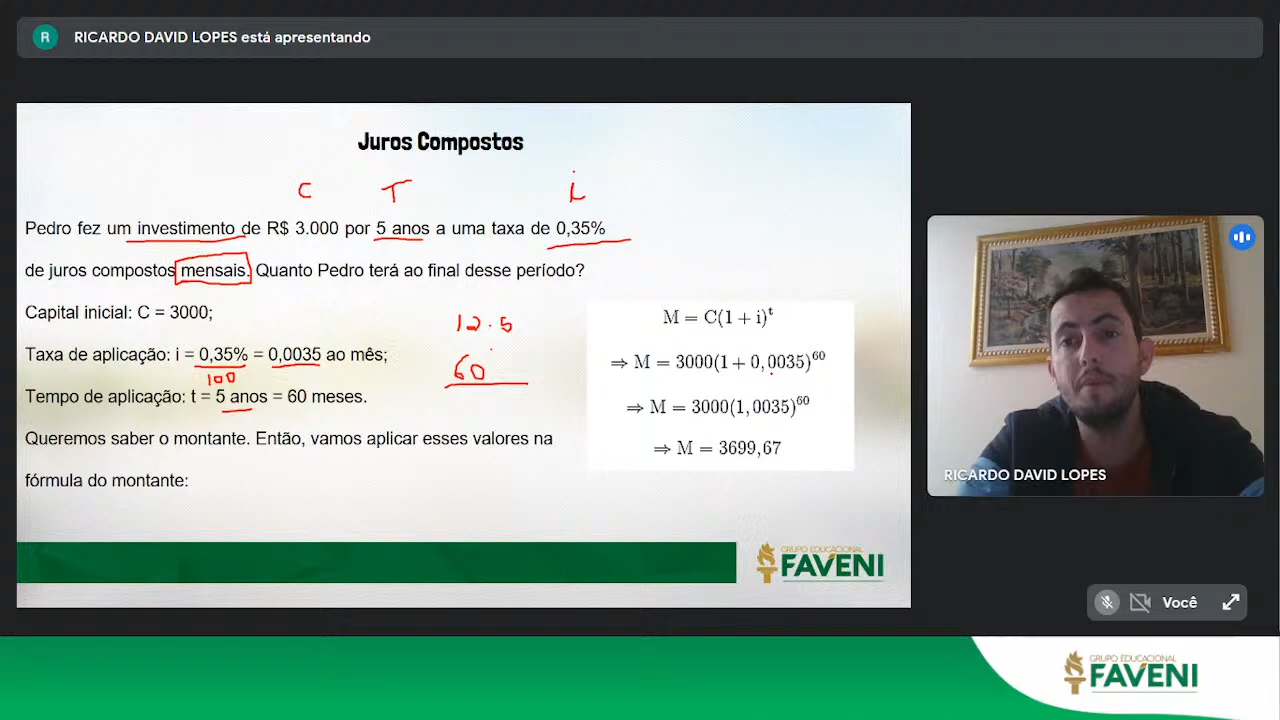 R RICARDO DAVID LOPES está apresentando
Juros Compostos
C T i
Pedro fez um investimento de R$ 3.000 por 5 anos a uma taxa de 0,35%
de juros compostos mensais. Quanto Pedro terá ao final desse período?
Capital inicial: C = 3000;
Taxa de aplicação: i = 0,35% = 0,0035 ao mês;
100
Tempo de aplicação: t = 5 anos = 60 meses.
Queremos saber o montante. Então, vamos aplicar esses valores na
fórmula do montante:
12.5
60
M = C(1 + i)^t
⇒ M = 3000(1 + 0,0035)^60
⇒ M = 3000(1,0035)^60
⇒ M = 3699,67
GRUPO EDUCACIONAL
FAVENI
RICARDO DAVID LOPES
Você
GRUPO EDUCACIONAL
FAVENI